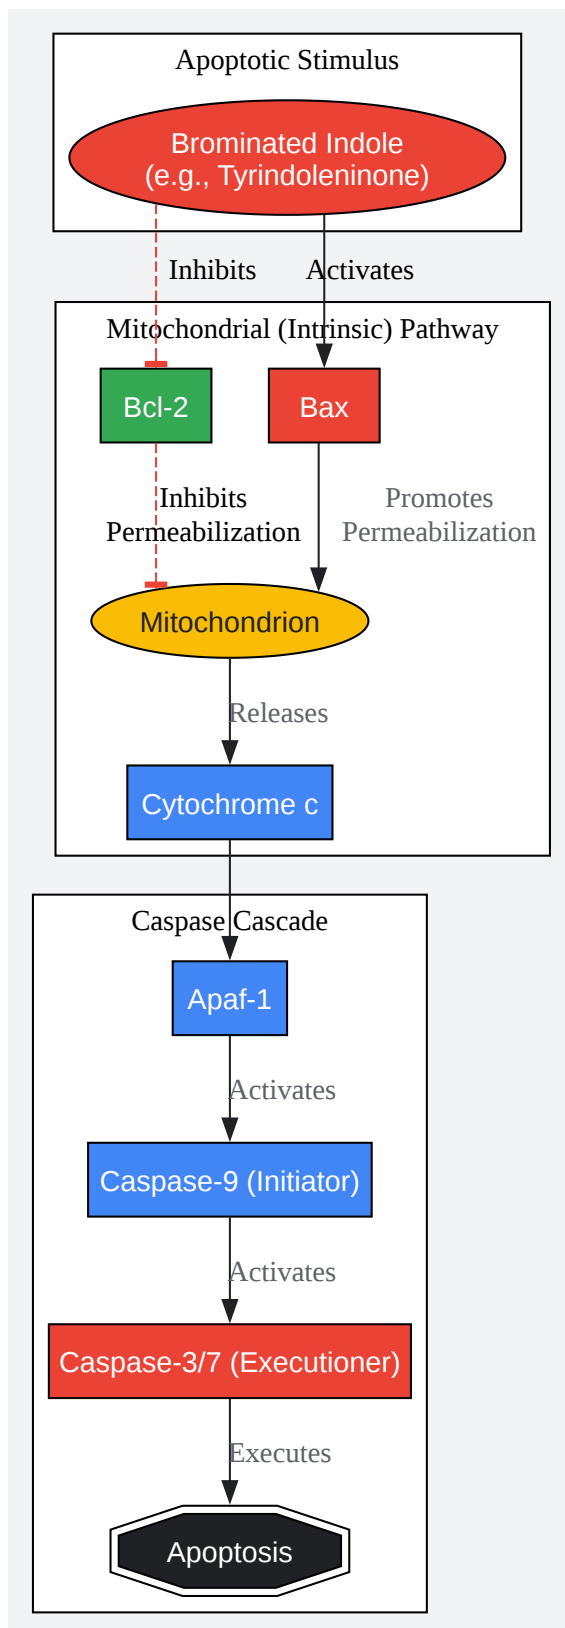 Apoptotic Stimulus
Brominated Indole
(e.g., Tyrindoleninone)
Inhibits
Activates
Mitochondrial (Intrinsic) Pathway
Bcl-2
Bax
Inhibits
Permeabilization
Promotes
Permeabilization
Mitochondrion
Releases
Cytochrome c
Caspase Cascade
Apaf-1
Activates
Caspase-9 (Initiator)
Activates
Caspase-3/7 (Executioner)
Executes
Apoptosis